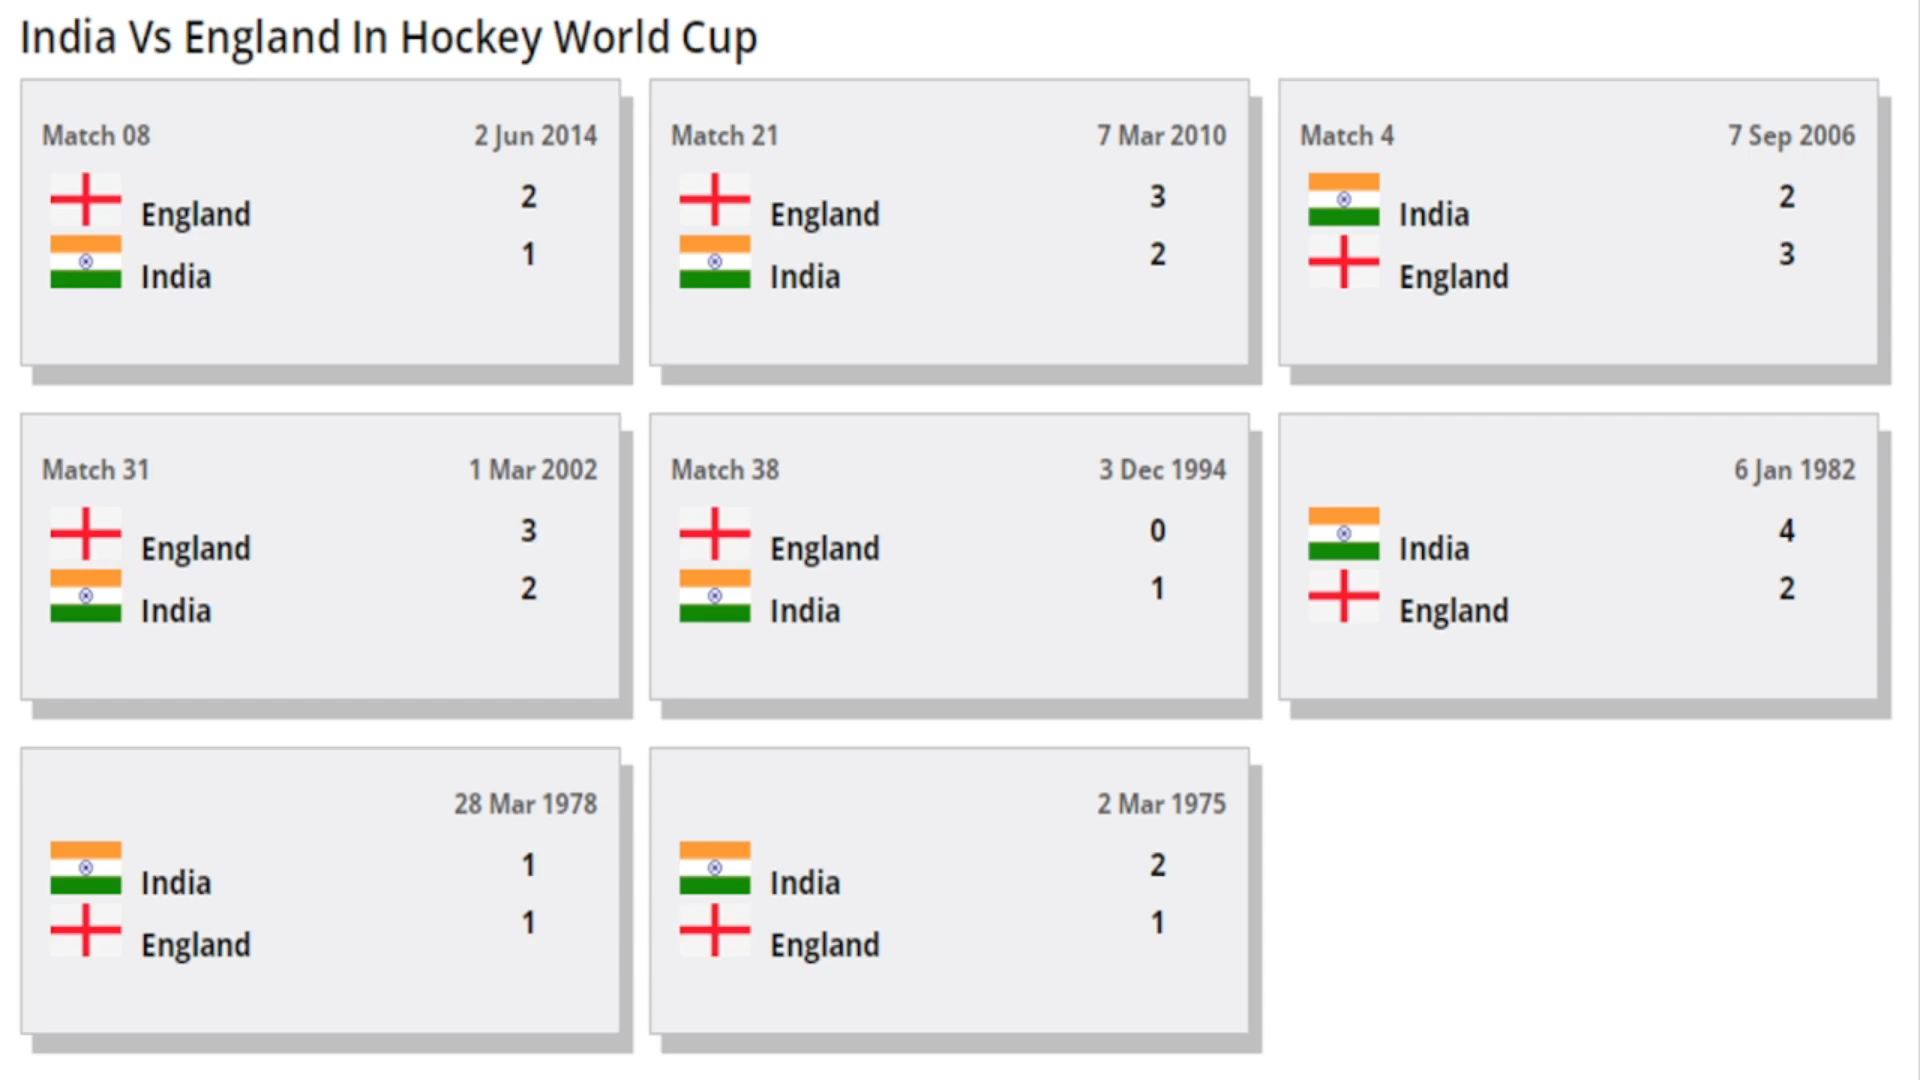 India Vs England In Hockey World Cup
Match 08 2 Jun 2014
England 2
India 1
Match 21 7 Mar 2010
England 3
India 2
Match 4 7 Sep 2006
India 2
England 3
Match 31 1 Mar 2002
England 3
India 2
Match 38 3 Dec 1994
England 0
India 1
6 Jan 1982
India 4
England 2
28 Mar 1978
India 1
England 1
2 Mar 1975
India 2
England 1